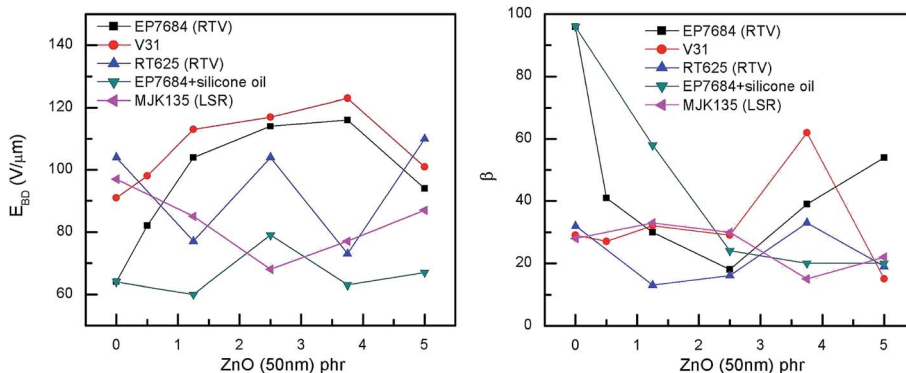 EP7684 (RTV)
V31
RT625 (RTV)
EP7684+silicone oil
MJK135 (LSR)
140
120
100
80
60
E_BD (V/μm)
0 1 2 3 4 5
ZnO (50nm) phr
EP7684 (RTV)
V31
RT625 (RTV)
EP7684+silicone oil
MJK135 (LSR)
100
80
60
40
20
0
β
0 1 2 3 4 5
ZnO (50nm) phr